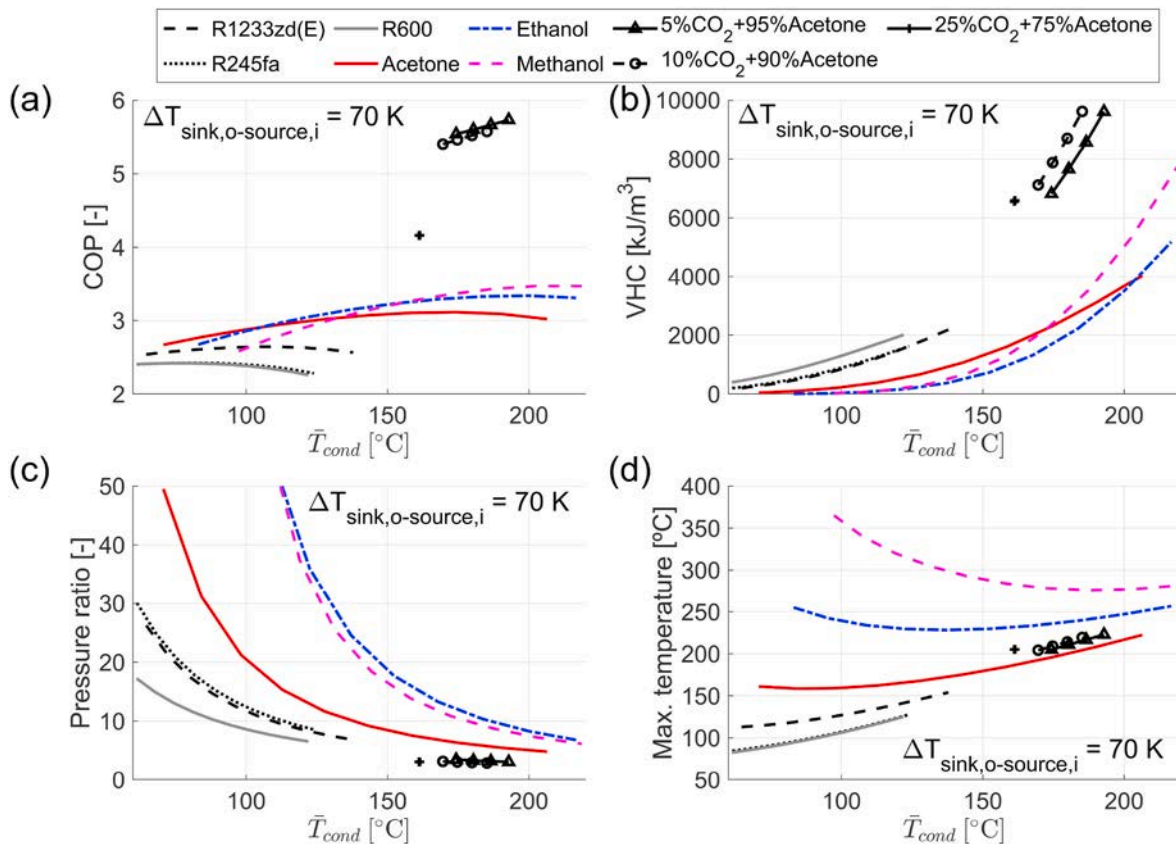 R1233zd(E) R600 Ethanol 5%CO2+95%Acetone 25%CO2+75%Acetone
R245fa Acetone Methanol 10%CO2+90%Acetone
(a)
6
5
4
3
2
COP [-]
ΔTsink,o-source,i = 70 K
100 150 200
T̄cond [°C]
(b)
10000
8000
6000
4000
2000
0
VHC [kJ/m³]
ΔTsink,o-source,i = 70 K
100 150 200
T̄cond [°C]
(c)
50
40
30
20
10
0
Pressure ratio [-]
ΔTsink,o-source,i = 70 K
100 150 200
T̄cond [°C]
(d)
400
350
300
250
200
150
100
50
Max. temperature [ºC]
ΔTsink,o-source,i = 70 K
100 150 200
T̄cond [°C]